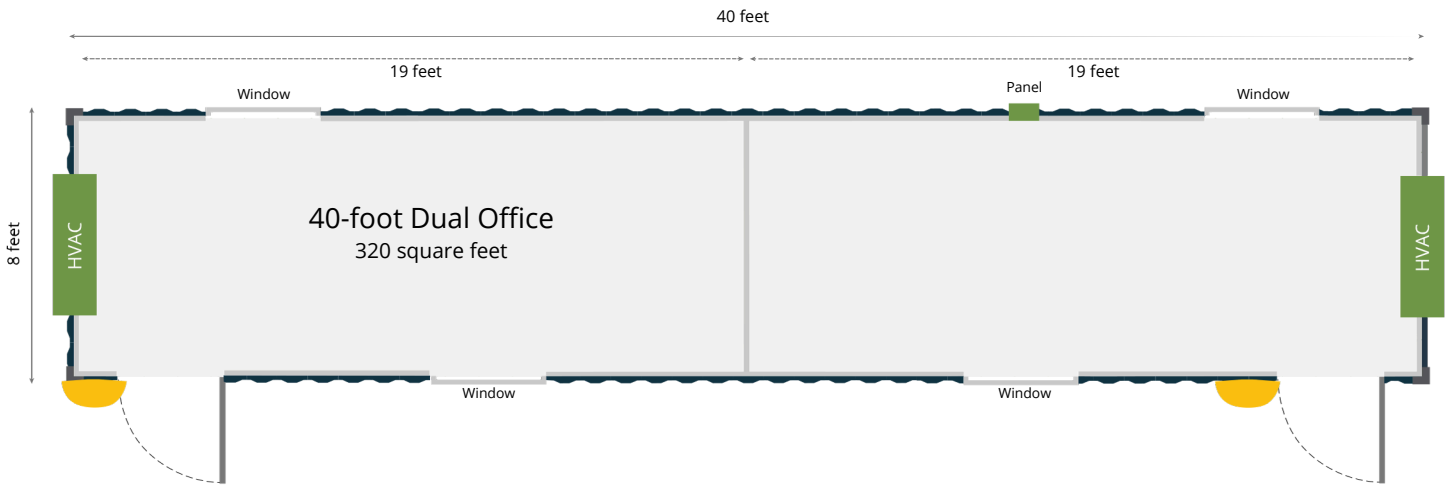 40 feet
19 feet
19 feet
Window
Panel
Window
8 feet
HVAC
40-foot Dual Office
320 square feet
HVAC
Window
Window